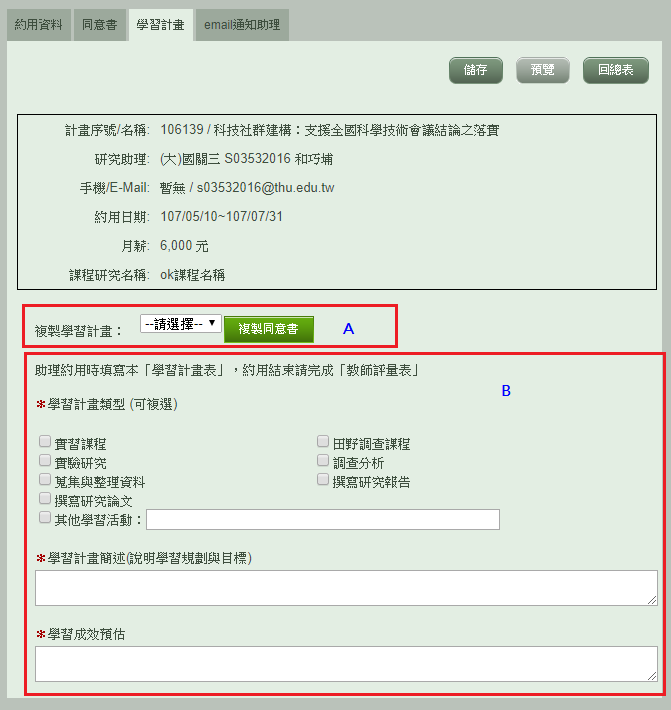 約用資料 同意書 學習計畫 email通知助理
儲存 預覽 回總表
計畫序號/名稱: 106139 / 科技社群建構：支援全國科學技術會議結論之落實
研究助理: (大)國關三 S03532016 和巧埔
手機/E-Mail: 暫無 / s03532016@thu.edu.tw
約用日期: 107/05/10~107/07/31
月薪: 6,000 元
課程研究名稱: ok課程名稱
複製學習計畫： --請選擇-- 複製同意書 A
助理約用時填寫本「學習計畫表」，約用結束請完成「教師評量表」
B
*學習計畫類型 (可複選)
實習課程 田野調查課程
實驗研究 調查分析
蒐集與整理資料 撰寫研究報告
撰寫研究論文
其他學習活動：
*學習計畫簡述(說明學習規劃與目標)
*學習成效預估